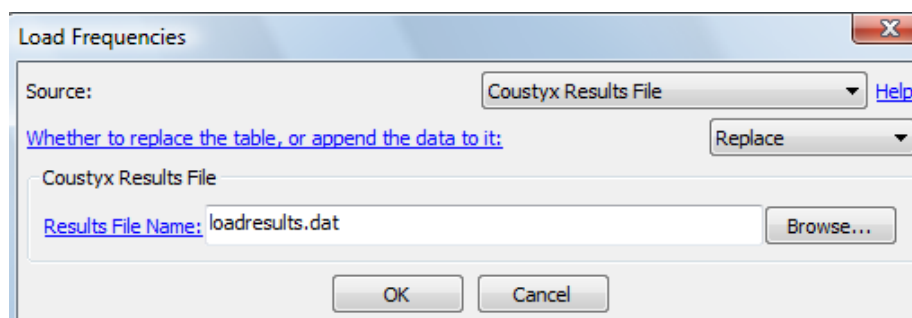 Load Frequencies
Source: Coustyx Results File Help
Whether to replace the table, or append the data to it: Replace
Coustyx Results File
Results File Name: loadresults.dat Browse...
OK Cancel